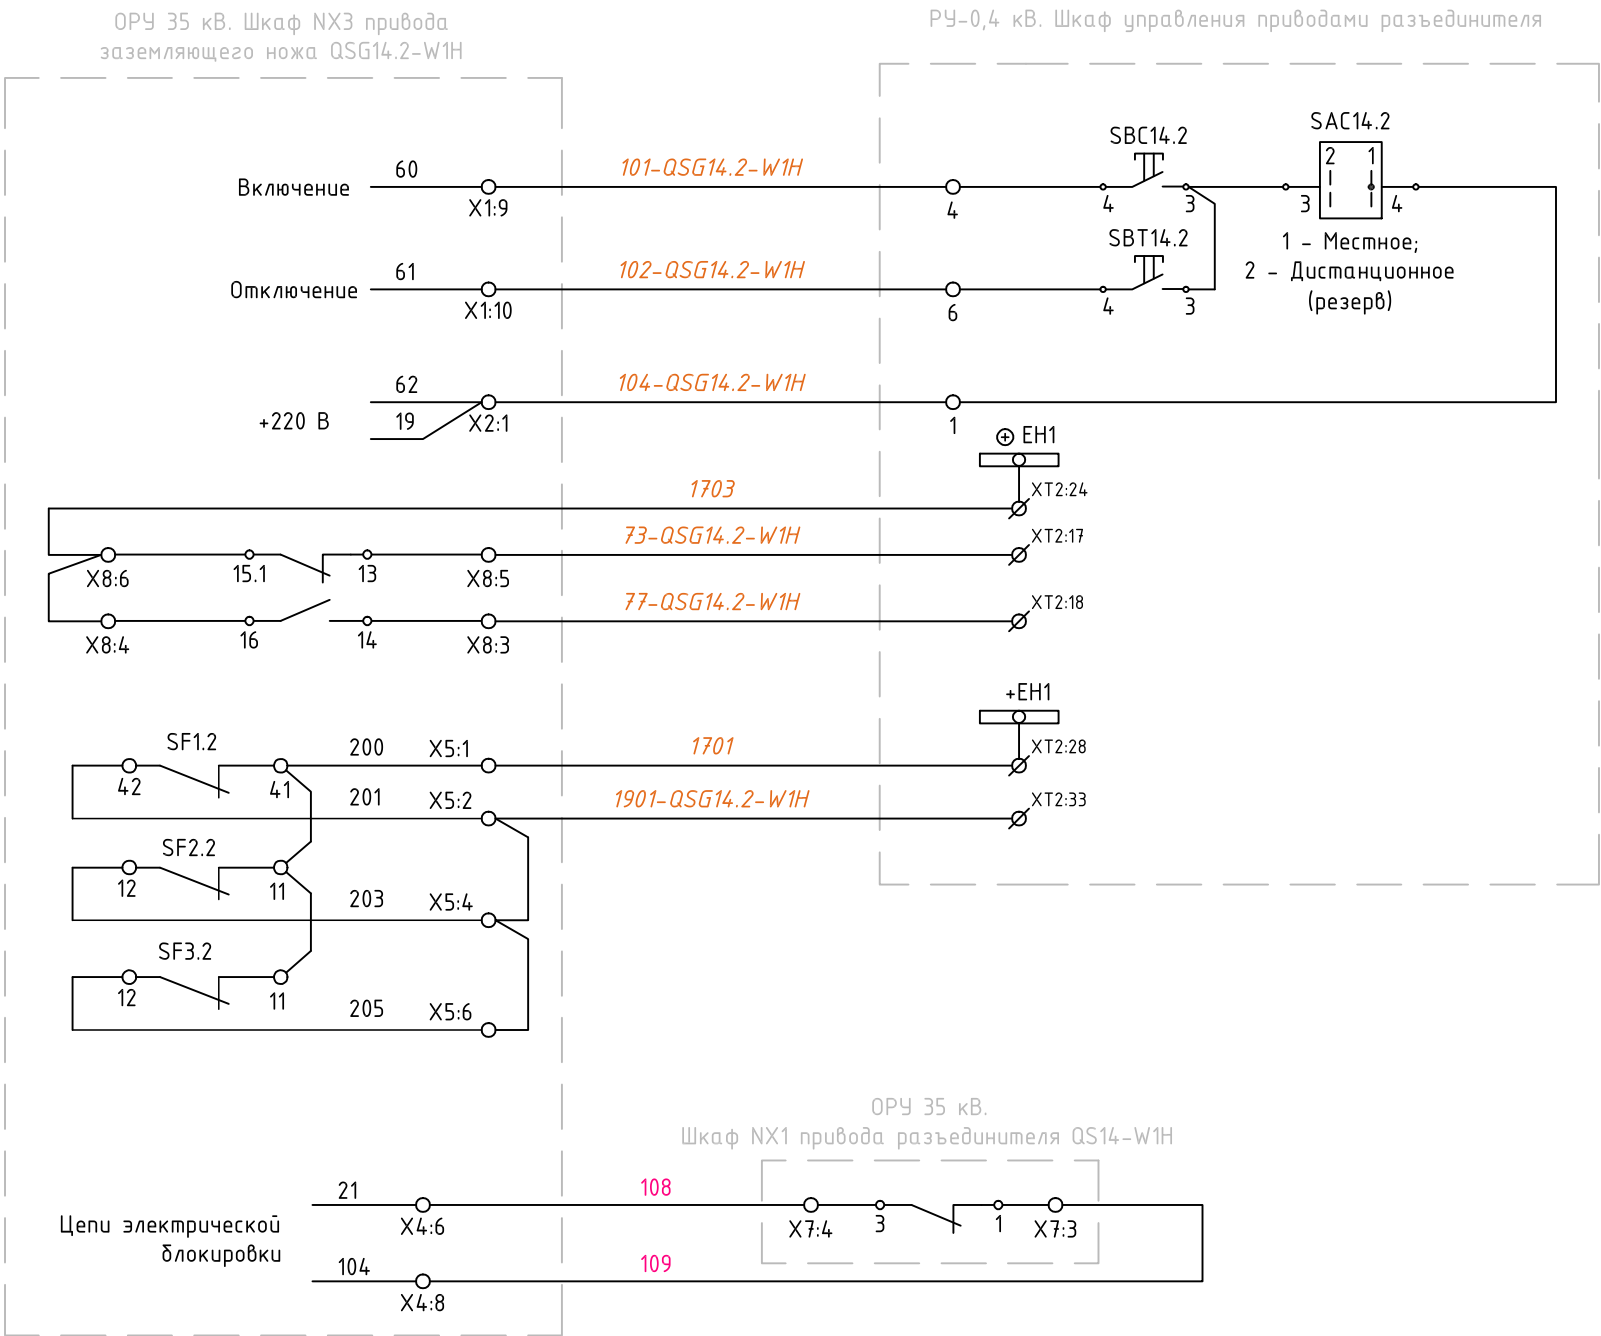 ОРУ 35 кВ. Шкаф NX3 привода
заземляющего ножа QSG14.2-W1H
РУ-0,4 кВ. Шкаф управления приводами разъединителя
Включение
60
X1:9
101-QSG14.2-W1H
4
SBC14.2
4
3
SAC14.2
2 1
3
4
1 - Местное;
2 - Дистанционное
(резерв)
Отключение
61
X1:10
102-QSG14.2-W1H
6
SBT14.2
4
3
+220 В
62
19
X2:1
104-QSG14.2-W1H
1
⊕ EH1
1703
XT2:24
X8:6
15.1
13
X8:5
73-QSG14.2-W1H
XT2:17
X8:4
16
14
X8:3
77-QSG14.2-W1H
XT2:18
+EH1
SF1.2
42
41
200
X5:1
1701
XT2:28
201
X5:2
1901-QSG14.2-W1H
XT2:33
SF2.2
12
11
203
X5:4
SF3.2
12
11
205
X5:6
ОРУ 35 кВ.
Шкаф NX1 привода разъединителя QS14-W1H
Цепи электрической
блокировки
21
X4:6
108
X7:4
3
1
X7:3
104
X4:8
109